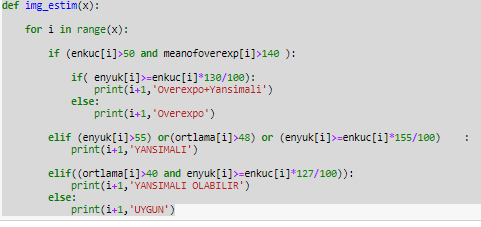 def img_estim(x):
for i in range(x):
if (enkuc[i]>50 and meanofoverexp[i]>140 ):
if( enyuk[i]>=enkuc[i]*130/100):
print(i+1,'Overexpo+Yansimali')
else:
print(i+1,'Overexpo')
elif (enyuk[i]>55) or(ortlama[i]>48) or (enyuk[i]>=enkuc[i]*155/100) :
print(i+1,'YANSIMALI')
elif((ortlama[i]>40 and enyuk[i]>=enkuc[i]*127/100)):
print(i+1,'YANSIMALI OLABILIR')
else:
print(i+1,'UYGUN')